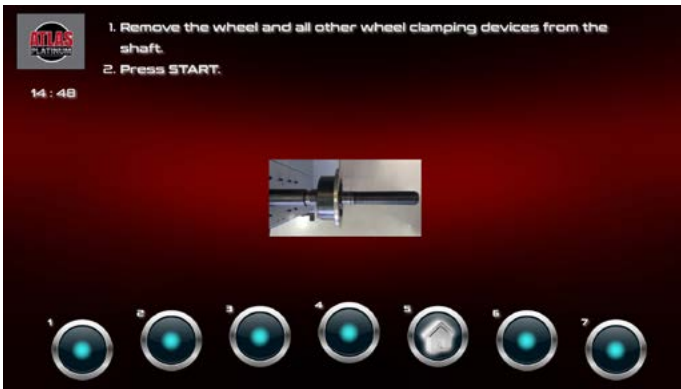 ATLAS
PLATINUM
1. Remove the wheel and all other wheel clamping devices from the
shaft.
2. Press START.
14 : 48
1
2
3
4
5
6
7